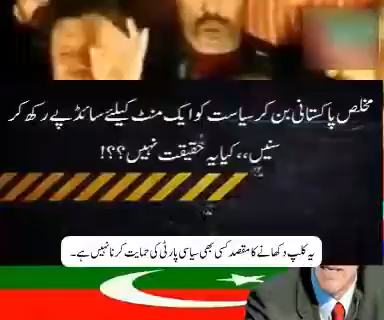 مخلص پاکستانی بن کر سیاست کو ایک منٹ کیلئے سائڈ پے رکھ کر
سنیں،، کیا یہ حقیقت نہیں؟؟؟!
یہ کلپ دکھانے کا مقصد کسی بھی سیاسی پارٹی کی حمایت کرنا نہیں ہے۔